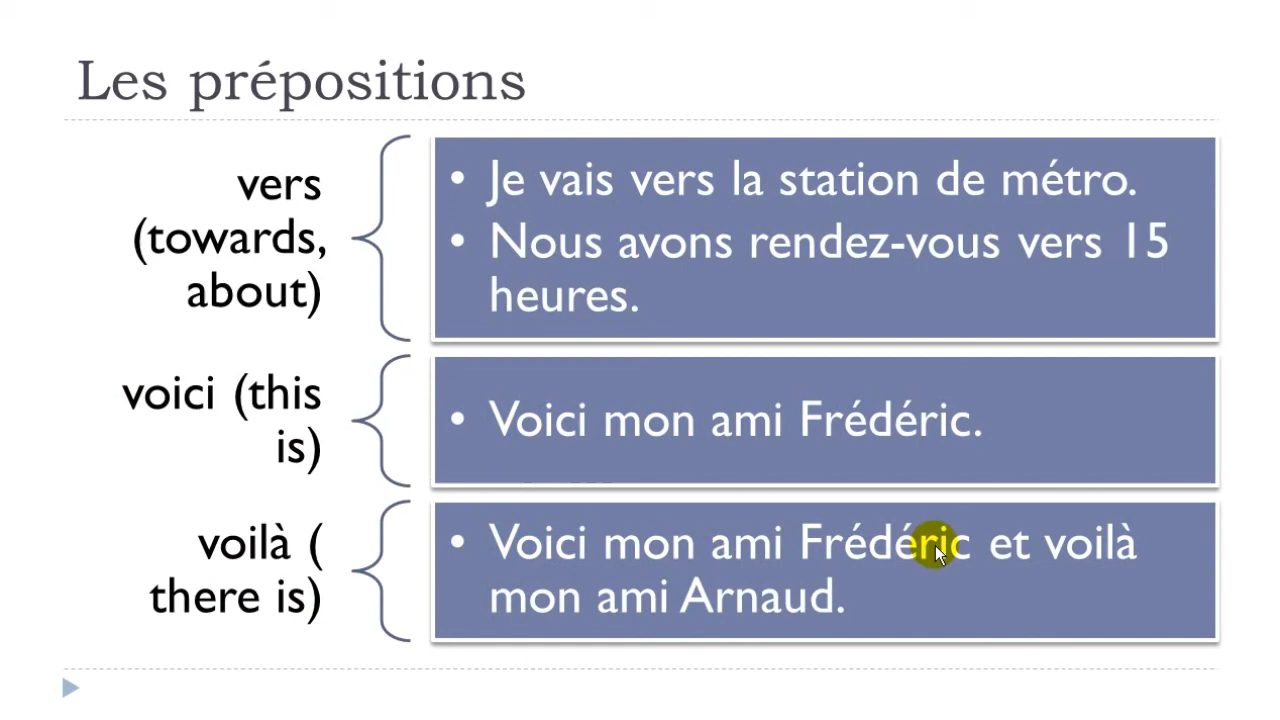 Les prépositions
vers
(towards,
about)
• Je vais vers la station de métro.
• Nous avons rendez-vous vers 15
heures.
voici (this
is)
• Voici mon ami Frédéric.
voilà (
there is)
• Voici mon ami Frédéric et voilà
mon ami Arnaud.